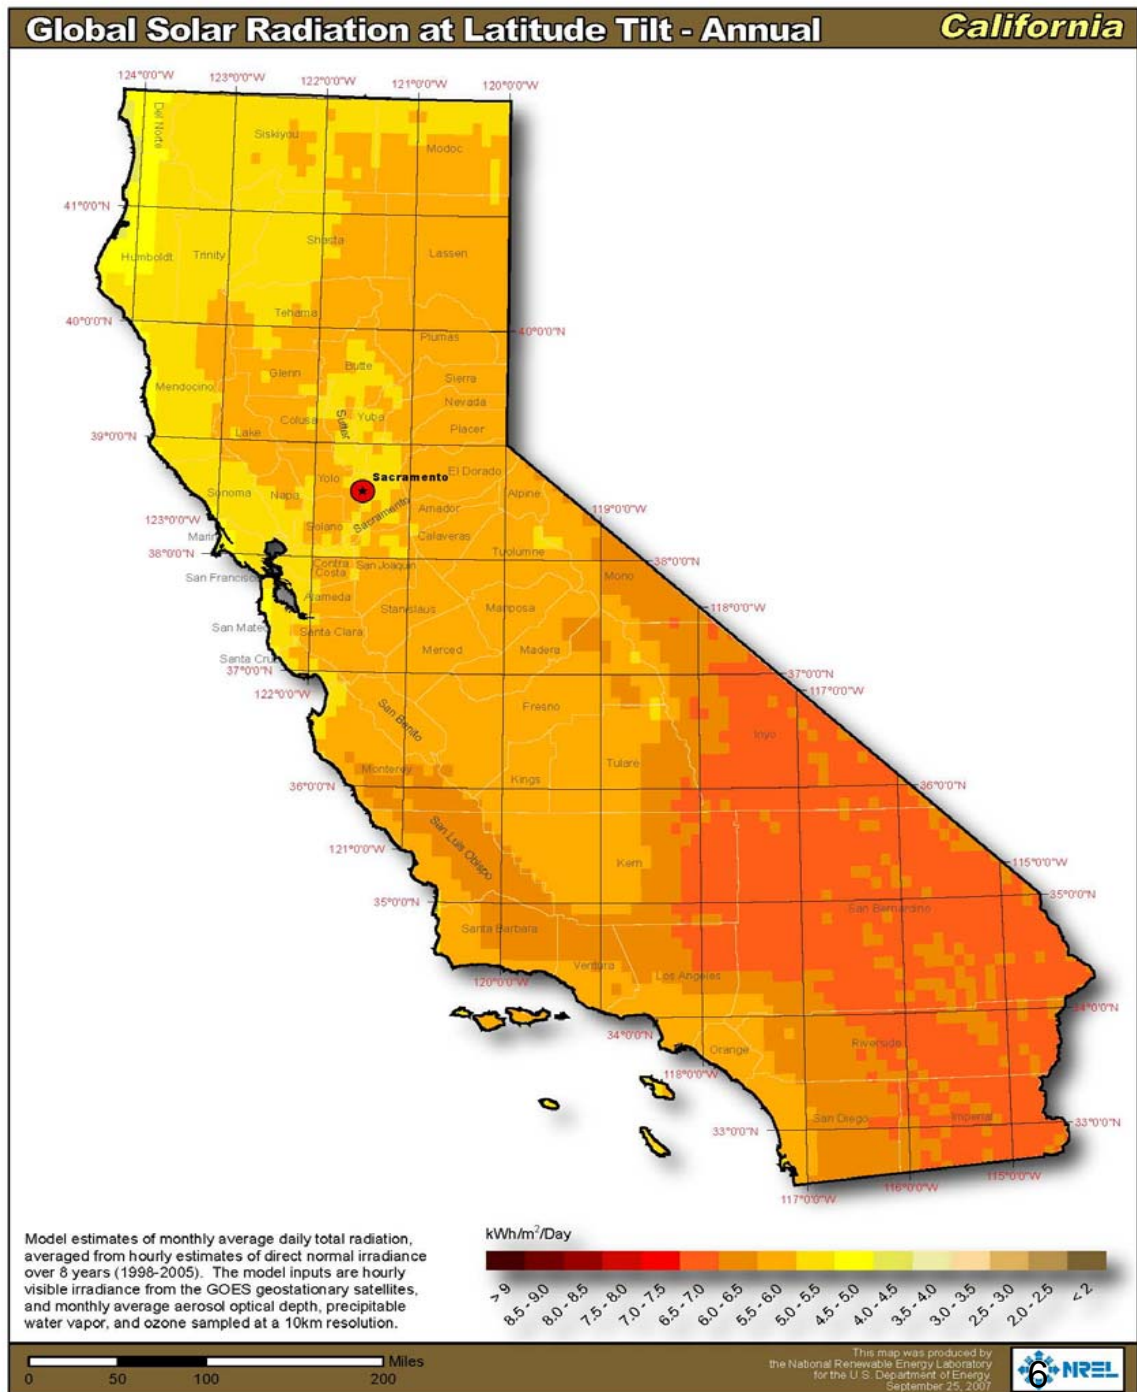 Global Solar Radiation at Latitude Tilt - Annual
California
124°0'0"W
123°0'0"W
122°0'0"W
121°0'0"W
120°0'0"W
Del Norte
Siskiyou
Modoc
41°0'0"N
Shasta
Humboldt
Trinity
Lassen
Tehama
40°0'0"N
40°0'0"N
Plumas
Butte
Glenn
Sierra
Mendocino
Nevada
Colusa
Sutter
Yuba
Placer
39°0'0"N
Lake
El Dorado
Yolo
Sacramento
Sonoma
Napa
Alpine
Sacramento
Amador
119°0'0"W
123°0'0"W
Solano
Marin
Calaveras
38°0'0"N
Tuolumne
38°0'0"N
Contra
Costa
San Joaquin
San Francisco
Mono
Alameda
Stanislaus
Mariposa
118°0'0"W
San Mateo
Santa Clara
Merced
Madera
Santa Cruz
37°0'0"N
37°0'0"N
122°0'0"W
117°0'0"W
San Benito
Fresno
Inyo
Monterey
Tulare
Kings
36°0'0"N
36°0'0"N
San Luis Obispo
121°0'0"W
Kern
115°0'0"W
35°0'0"N
35°0'0"N
San Bernardino
Santa Barbara
Ventura
Los Angeles
120°0'0"W
34°0'0"N
34°0'0"N
Orange
Riverside
118°0'0"W
San Diego
Imperial
33°0'0"N
33°0'0"N
117°0'0"W
116°0'0"W
115°0'0"W
Model estimates of monthly average daily total radiation,
averaged from hourly estimates of direct normal irradiance
over 8 years (1998-2005). The model inputs are hourly
visible irradiance from the GOES geostationary satellites,
and monthly average aerosol optical depth, precipitable
water vapor, and ozone sampled at a 10km resolution.
kWh/m²/Day
> 9
8.5 - 9.0
8.0 - 8.5
7.5 - 8.0
7.0 - 7.5
6.5 - 7.0
6.0 - 6.5
5.5 - 6.0
5.0 - 5.5
4.5 - 5.0
4.0 - 4.5
3.5 - 4.0
3.0 - 3.5
2.5 - 3.0
2.0 - 2.5
< 2
Miles
0 50 100 200
This map was produced by
the National Renewable Energy Laboratory
for the U.S. Department of Energy
September 25, 2007
6
NREL